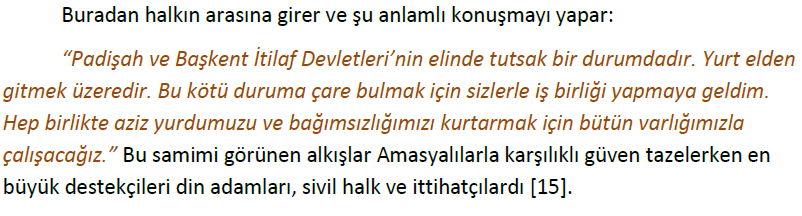 Buradan halkın arasına girer ve şu anlamlı konuşmayı yapar:
“Padişah ve Başkent İtilaf Devletleri’nin elinde tutsak bir durumdadır. Yurt elden
gitmek üzeredir. Bu kötü duruma çare bulmak için sizlerle iş birliği yapmaya geldim.
Hep birlikte aziz yurdumuzu ve bağımsızlığımızı kurtarmak için bütün varlığımızla
çalışacağız.” Bu samimi görünen alkışlar Amasyalılarla karşılıklı güven tazelerken en
büyük destekçileri din adamları, sivil halk ve ittihatçılardı [15].